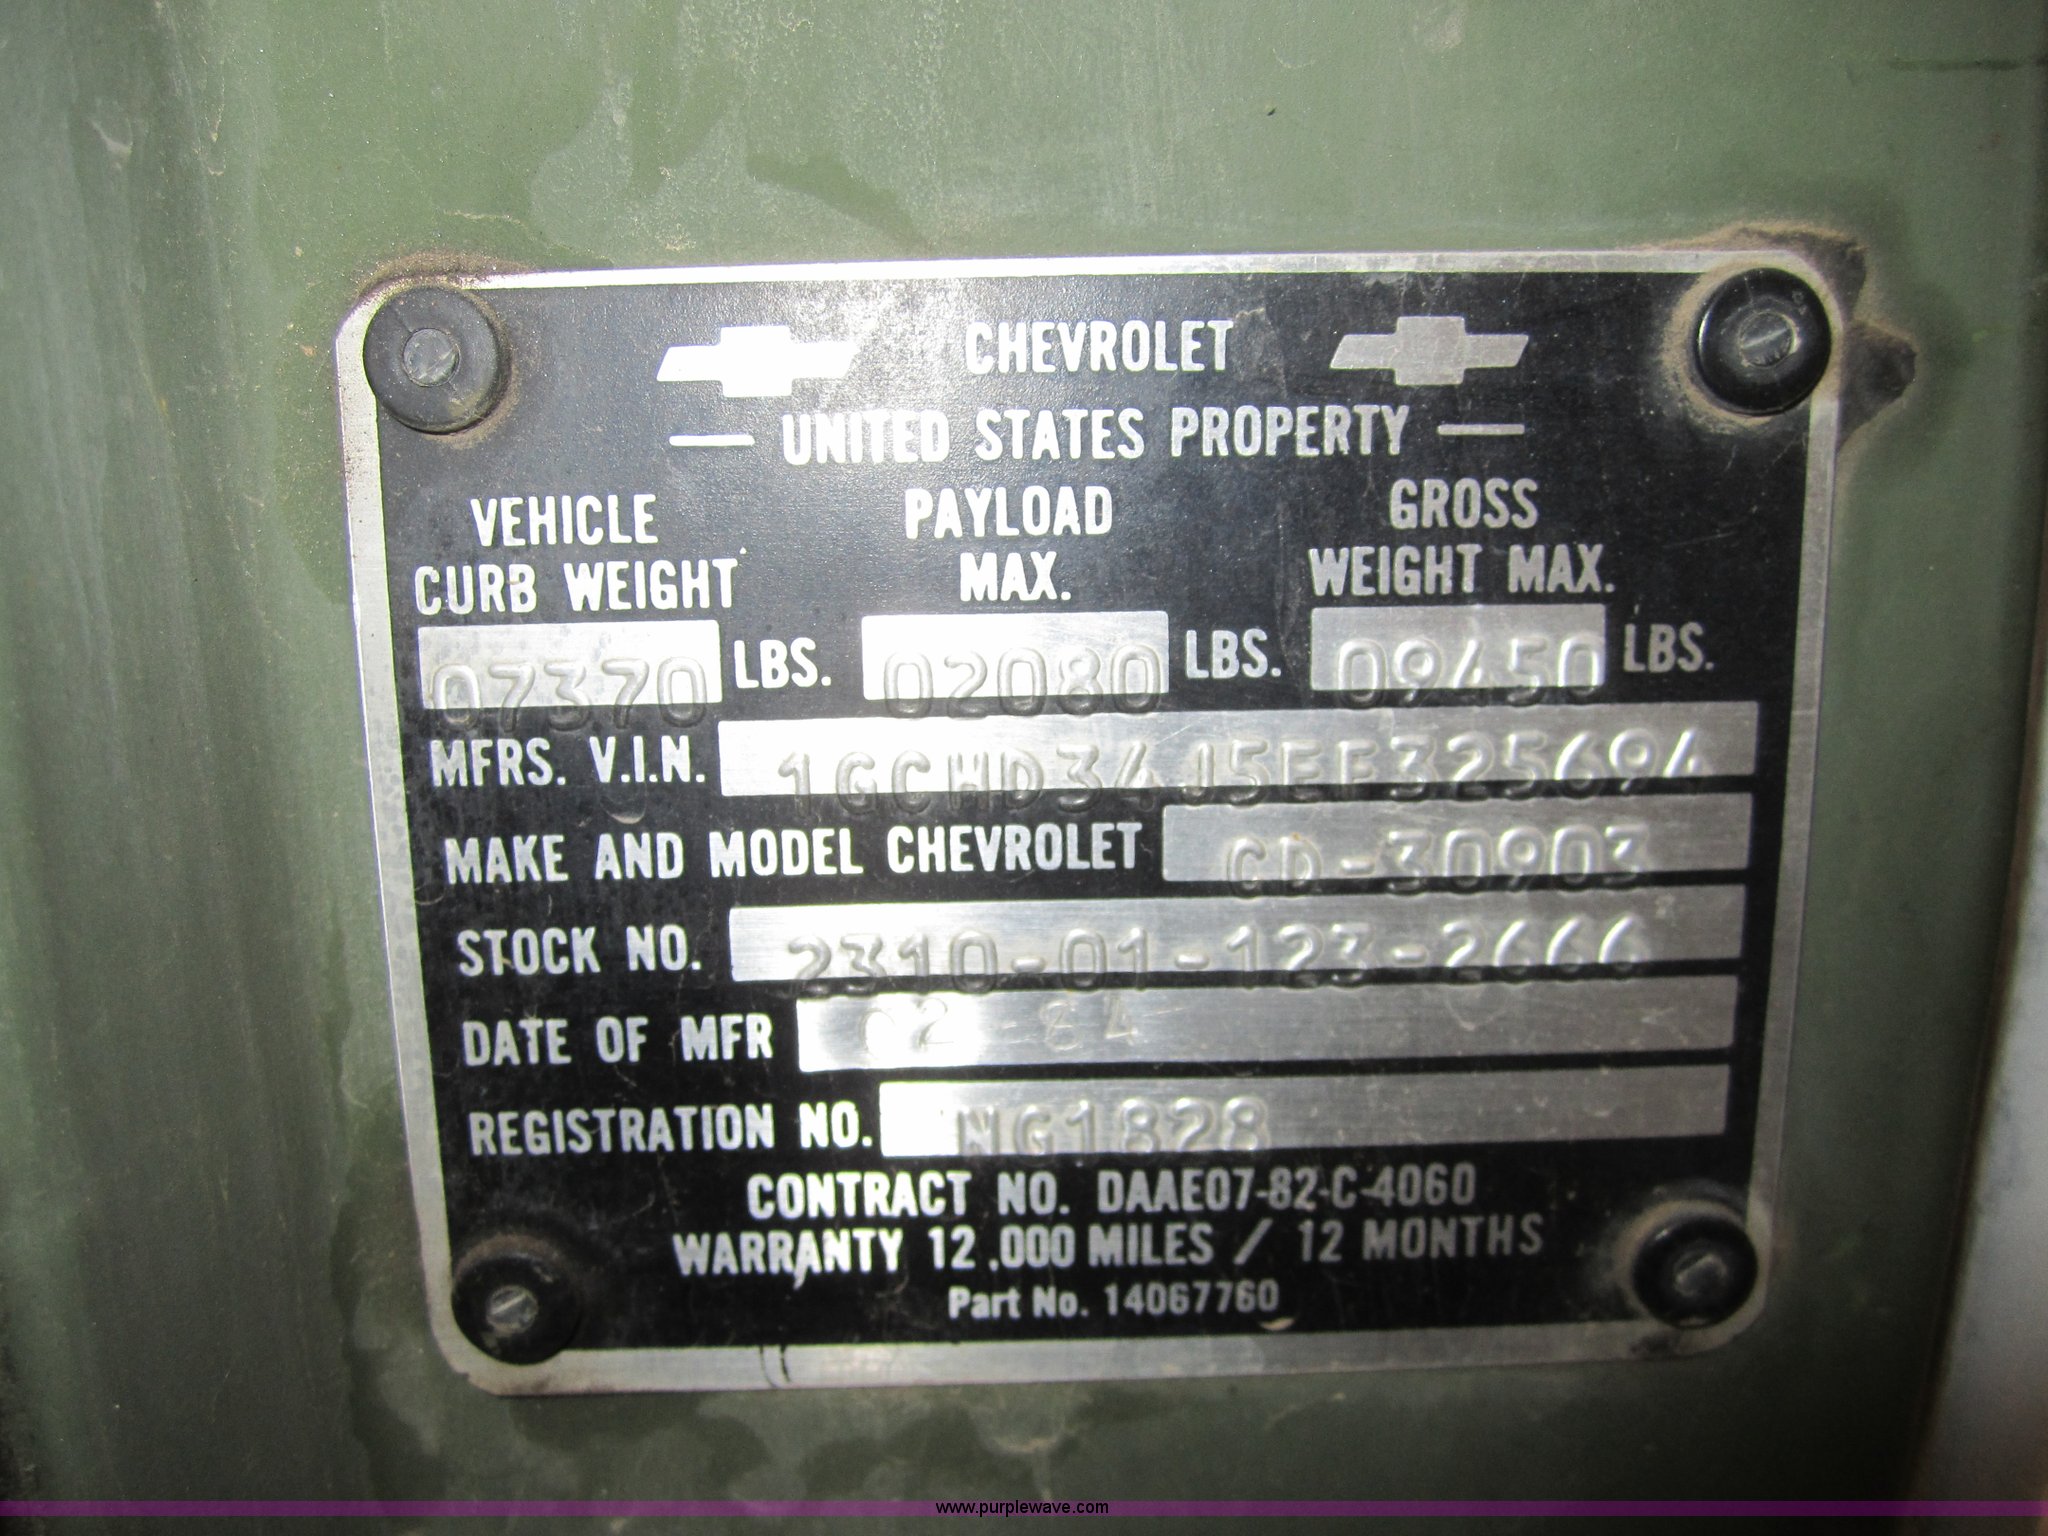 CHEVROLET
UNITED STATES PROPERTY
VEHICLE CURB WEIGHT
PAYLOAD MAX.
GROSS WEIGHT MAX.
07370 LBS. 02080 LBS. 09450 LBS.
MFRS. V.I.N. 1GCHD34J5EF325694
MAKE AND MODEL CHEVROLET CD-30903
STOCK NO. 2310-01-123-2666
DATE OF MFR 02-84
REGISTRATION NO. NG1828
CONTRACT NO. DAAE07-82-C-4060
WARRANTY 12.000 MILES / 12 MONTHS
Part No. 14067760
www.purplewave.com